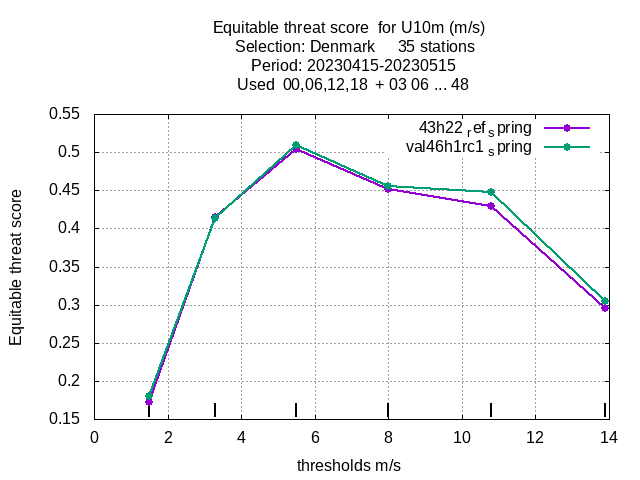 Equitable threat score  for U10m (m/s)
Selection: Denmark     35 stations
Period: 20230415-20230515
Used  00,06,12,18  + 03 06 ... 48
43h22 ref spring
val46h1rc1 spring
Equitable threat score
0.55
0.5
0.45
0.4
0.35
0.3
0.25
0.2
0.15
0 2 4 6 8 10 12 14
thresholds m/s